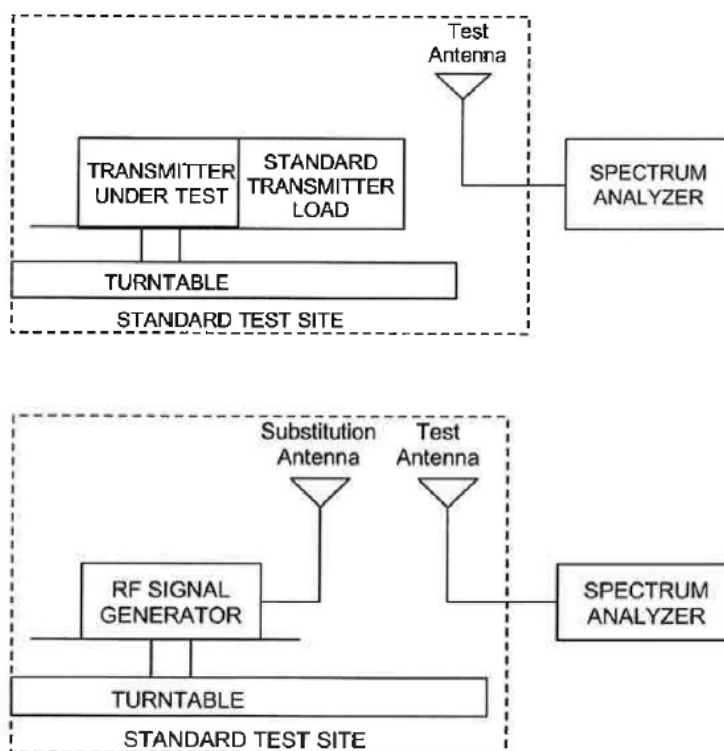 Test
Antenna
TRANSMITTER
UNDER TEST
STANDARD
TRANSMITTER
LOAD
SPECTRUM
ANALYZER
TURNTABLE
STANDARD TEST SITE
Substitution
Antenna
Test
Antenna
RF SIGNAL
GENERATOR
SPECTRUM
ANALYZER
TURNTABLE
STANDARD TEST SITE